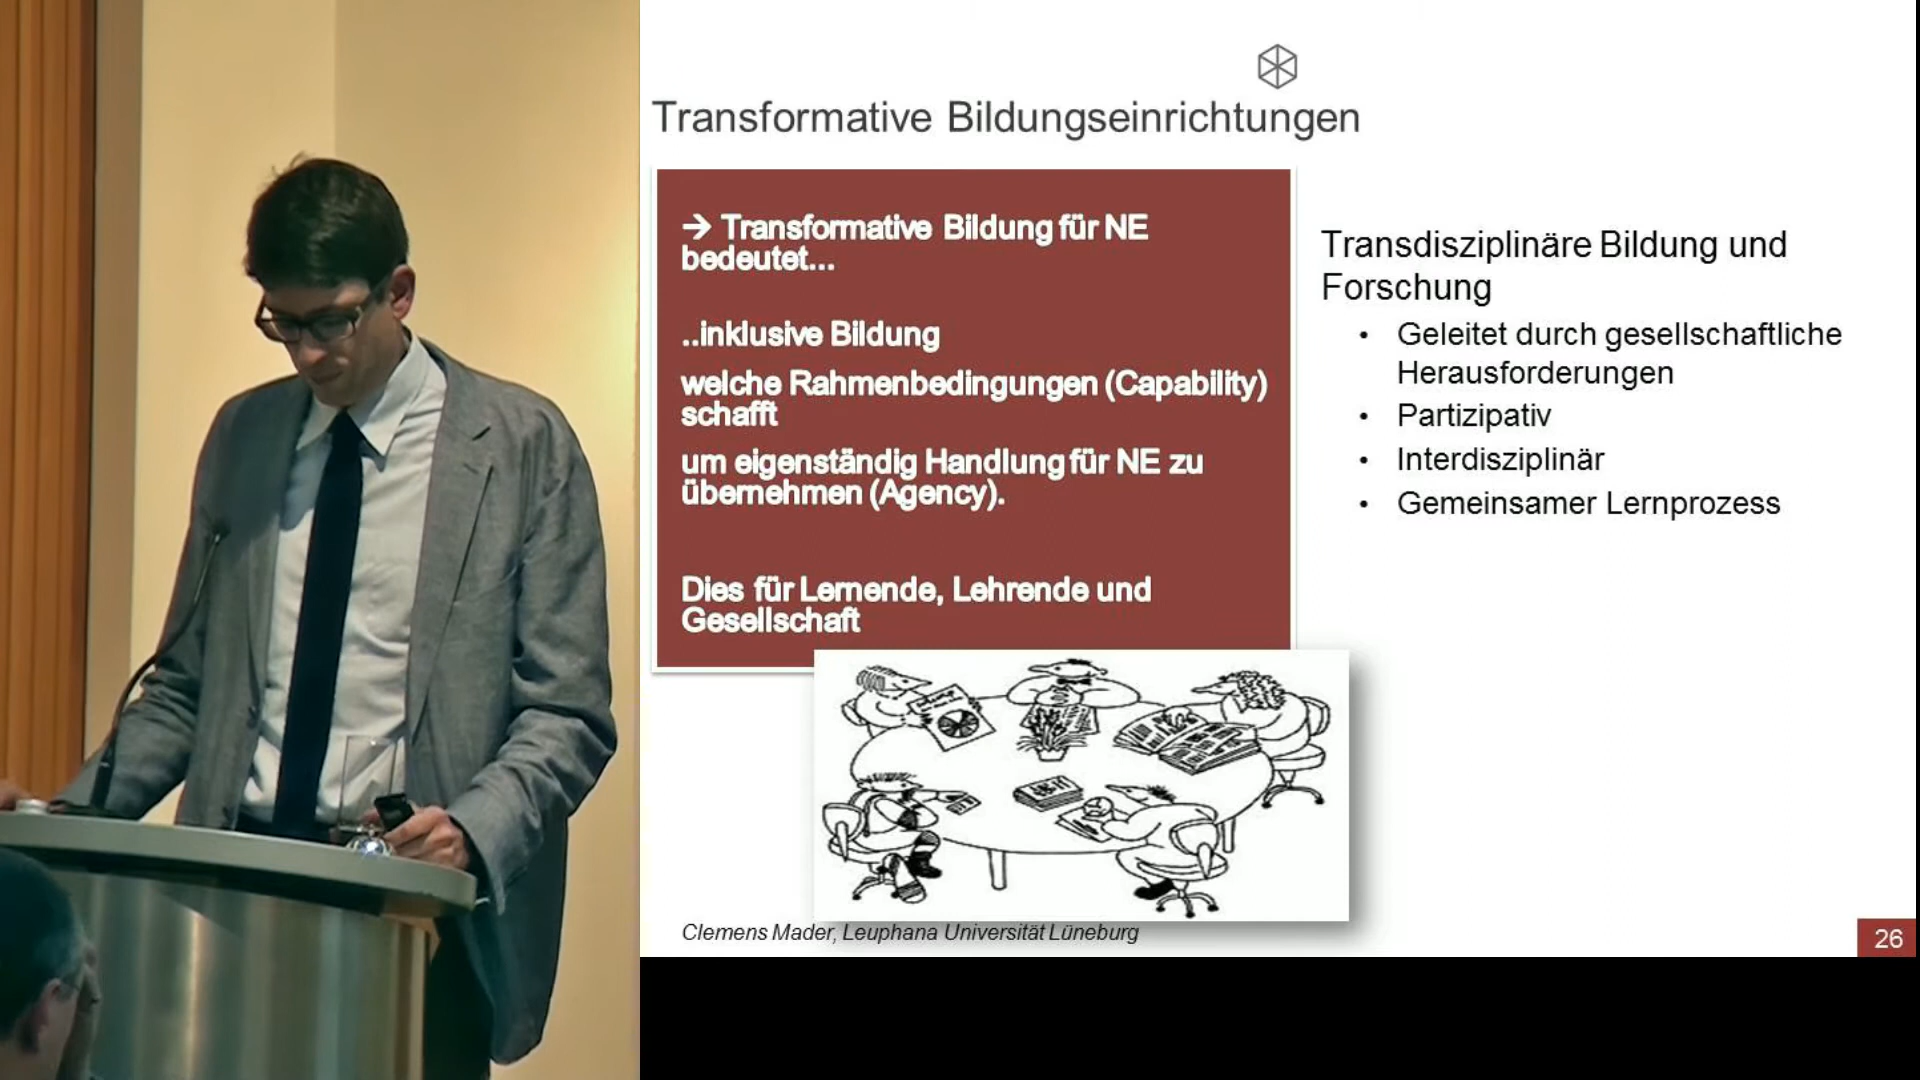 Transformative Bildungseinrichtungen
→ Transformative Bildung für NE
bedeutet...
..inklusive Bildung
welche Rahmenbedingungen (Capability)
schafft
um eigenständig Handlung für NE zu
übernehmen (Agency).
Dies für Lernende, Lehrende und
Gesellschaft
Transdisziplinäre Bildung und
Forschung
• Geleitet durch gesellschaftliche
Herausforderungen
• Partizipativ
• Interdisziplinär
• Gemeinsamer Lernprozess
Clemens Mader, Leuphana Universität Lüneburg
26